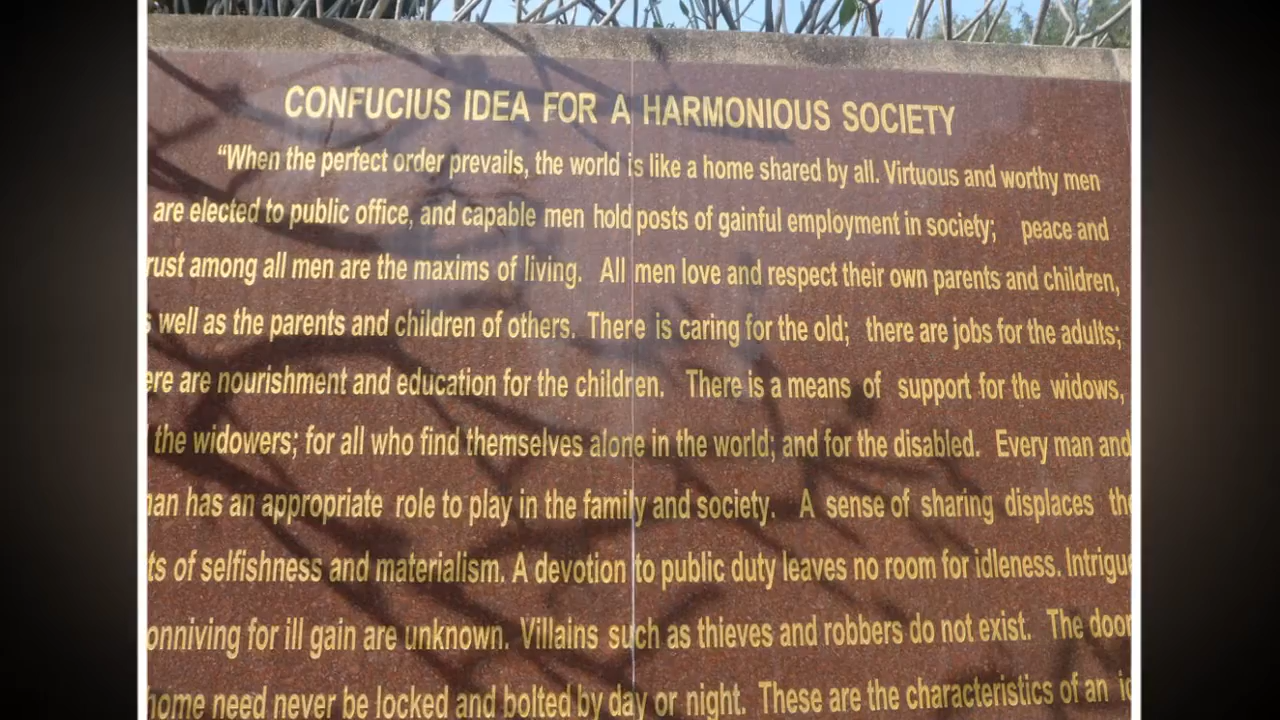 CONFUCIUS IDEA FOR A HARMONIOUS SOCIETY
“When the perfect order prevails, the world is like a home shared by all. Virtuous and worthy men
are elected to public office, and capable men hold posts of gainful employment in society; peace and
rust among all men are the maxims of living. All men love and respect their own parents and children,
s well as the parents and children of others. There is caring for the old; there are jobs for the adults;
ere are nourishment and education for the children. There is a means of support for the widows,
the widowers; for all who find themselves alone in the world; and for the disabled. Every man and
man has an appropriate role to play in the family and society. A sense of sharing displaces the
ts of selfishness and materialism. A devotion to public duty leaves no room for idleness. Intrigue
onniving for ill gain are unknown. Villains such as thieves and robbers do not exist. The door
home need never be locked and bolted by day or night. These are the characteristics of an